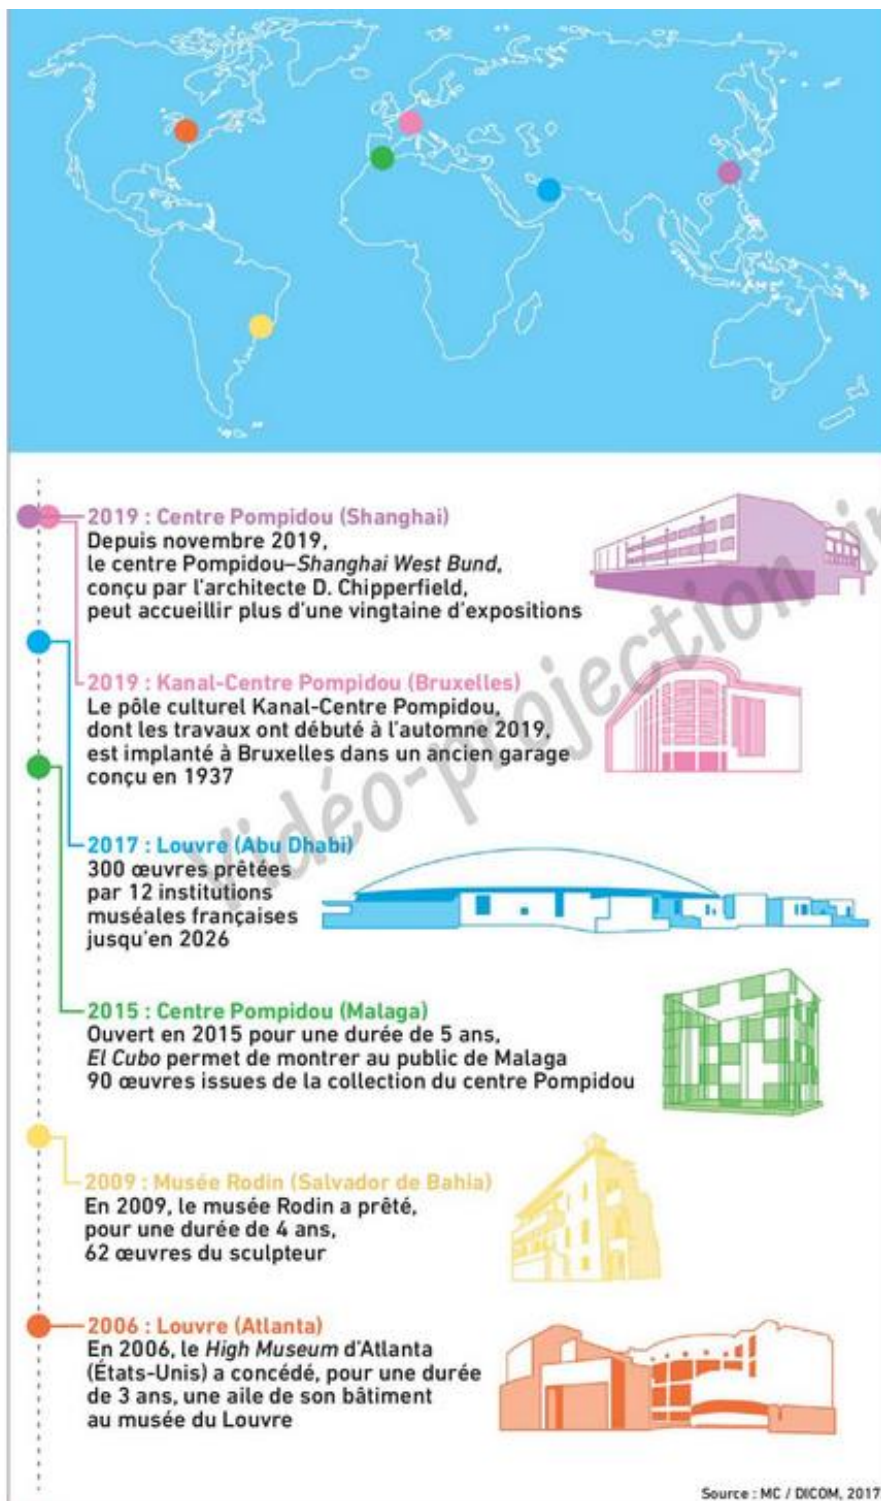 2019 : Centre Pompidou (Shanghai)
Depuis novembre 2019,
le centre Pompidou–Shanghai West Bund,
conçu par l'architecte D. Chipperfield,
peut accueillir plus d'une vingtaine d'expositions
2019 : Kanal-Centre Pompidou (Bruxelles)
Le pôle culturel Kanal-Centre Pompidou,
dont les travaux ont débuté à l'automne 2019,
est implanté à Bruxelles dans un ancien garage
conçu en 1937
2017 : Louvre (Abu Dhabi)
300 œuvres prêtées
par 12 institutions
muséales françaises
jusqu'en 2026
2015 : Centre Pompidou (Malaga)
Ouvert en 2015 pour une durée de 5 ans,
El Cubo permet de montrer au public de Malaga
90 œuvres issues de la collection du centre Pompidou
2009 : Musée Rodin (Salvador de Bahia)
En 2009, le musée Rodin a prêté,
pour une durée de 4 ans,
62 œuvres du sculpteur
2006 : Louvre (Atlanta)
En 2006, le High Museum d'Atlanta
(États-Unis) a concédé, pour une durée
de 3 ans, une aile de son bâtiment
au musée du Louvre
Source : MC / DICOM, 2017
Vidéo-projection